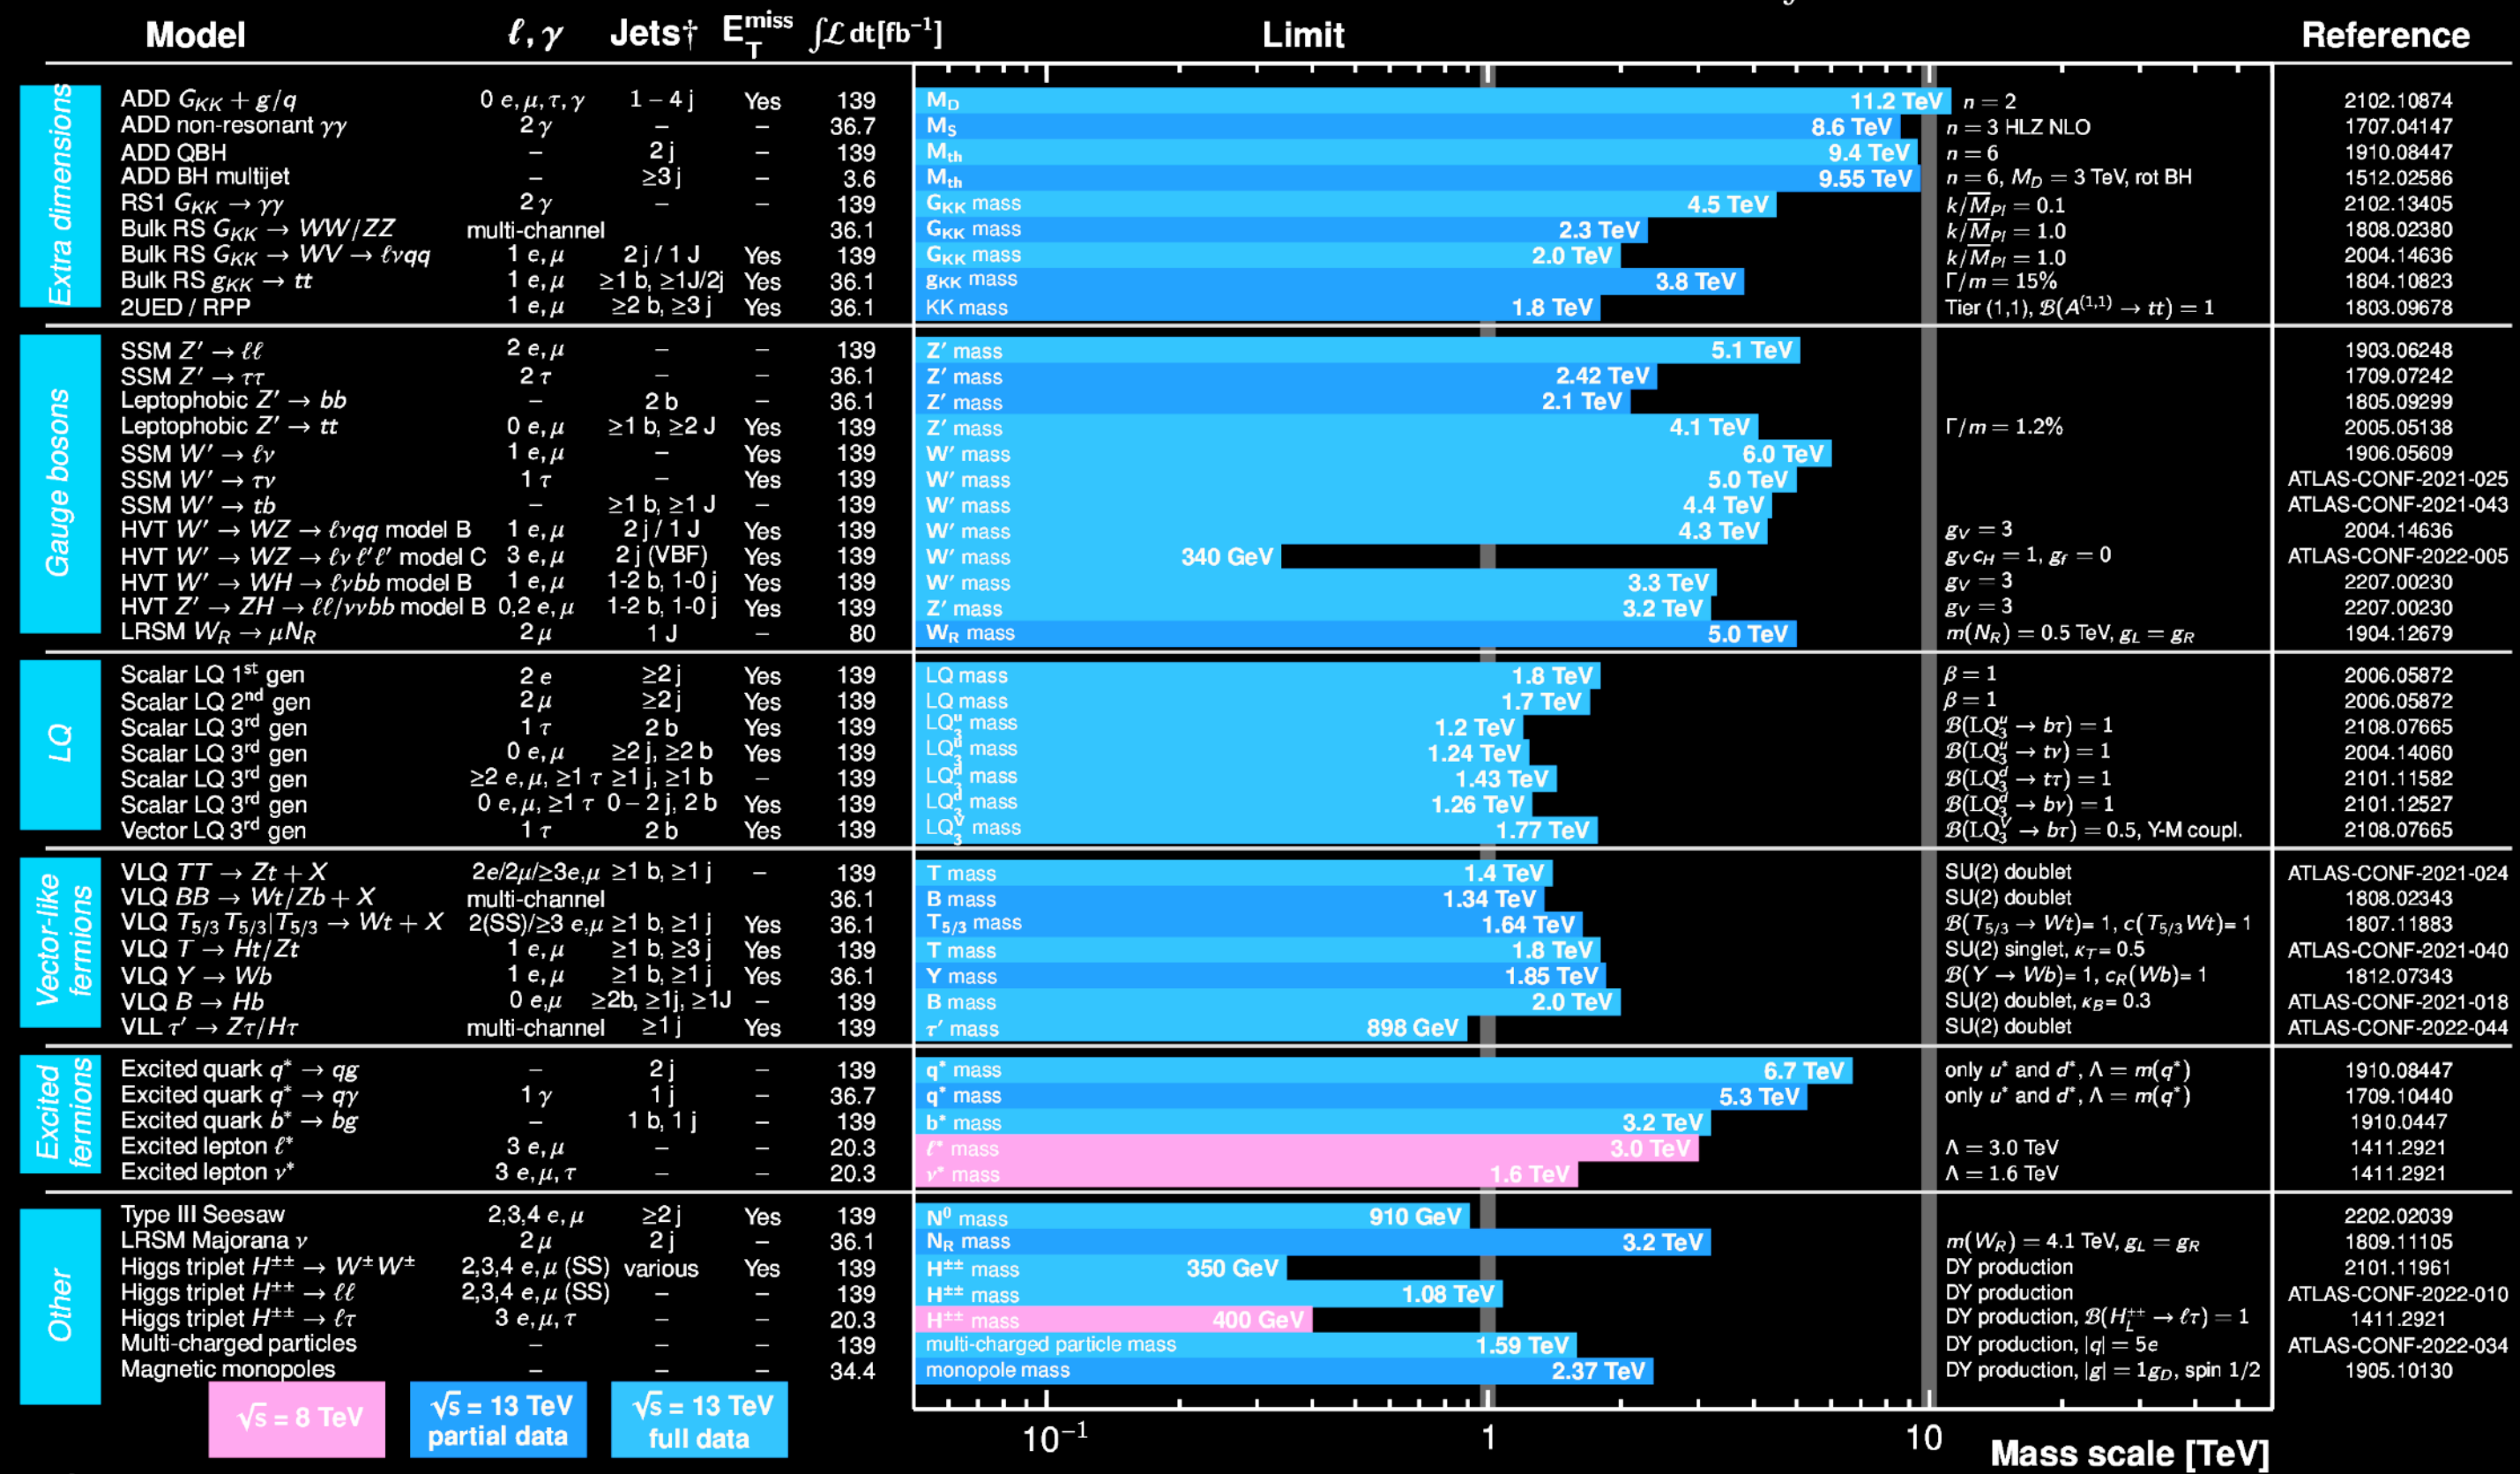 Model ℓ, γ Jets† E_T^miss ∫ℒ dt[fb⁻¹] Limit Reference
Extra dimensions
ADD G_KK + g/q 0 e, μ, τ, γ 1 − 4 j Yes 139 M_D 11.2 TeV n = 2 2102.10874
ADD non-resonant γγ 2 γ − − 36.7 M_S 8.6 TeV n = 3 HLZ NLO 1707.04147
ADD QBH − 2 j − 139 M_th 9.4 TeV n = 6 1910.08447
ADD BH multijet − ≥3 j − 3.6 M_th 9.55 TeV n = 6, M_D = 3 TeV, rot BH 1512.02586
RS1 G_KK → γγ 2 γ − − 139 G_KK mass 4.5 TeV k/M̅_Pl = 0.1 2102.13405
Bulk RS G_KK → WW/ZZ multi-channel 36.1 G_KK mass 2.3 TeV k/M̅_Pl = 1.0 1808.02380
Bulk RS G_KK → WV → ℓνqq 1 e, μ 2 j / 1 J Yes 139 G_KK mass 2.0 TeV k/M̅_Pl = 1.0 2004.14636
Bulk RS g_KK → tt 1 e, μ ≥1 b, ≥1J/2j Yes 36.1 g_KK mass 3.8 TeV Γ/m = 15% 1804.10823
2UED / RPP 1 e, μ ≥2 b, ≥3 j Yes 36.1 KK mass 1.8 TeV Tier (1,1), ℬ(A^(1,1) → tt) = 1 1803.09678
Gauge bosons
SSM Z′ → ℓℓ 2 e, μ − − 139 Z′ mass 5.1 TeV 1903.06248
SSM Z′ → ττ 2 τ − − 36.1 Z′ mass 2.42 TeV 1709.07242
Leptophobic Z′ → bb − 2 b − 36.1 Z′ mass 2.1 TeV 1805.09299
Leptophobic Z′ → tt 0 e, μ ≥1 b, ≥2 J Yes 139 Z′ mass 4.1 TeV Γ/m = 1.2% 2005.05138
SSM W′ → ℓν 1 e, μ − Yes 139 W′ mass 6.0 TeV 1906.05609
SSM W′ → τν 1 τ − Yes 139 W′ mass 5.0 TeV ATLAS-CONF-2021-025
SSM W′ → tb − ≥1 b, ≥1 J − 139 W′ mass 4.4 TeV ATLAS-CONF-2021-043
HVT W′ → WZ → ℓνqq model B 1 e, μ 2 j / 1 J Yes 139 W′ mass 4.3 TeV g_V = 3 2004.14636
HVT W′ → WZ → ℓν ℓ′ℓ′ model C 3 e, μ 2 j (VBF) Yes 139 W′ mass 340 GeV g_V c_H = 1, g_f = 0 ATLAS-CONF-2022-005
HVT W′ → WH → ℓνbb model B 1 e, μ 1-2 b, 1-0 j Yes 139 W′ mass 3.3 TeV g_V = 3 2207.00230
HVT Z′ → ZH → ℓℓ/ννbb model B 0,2 e, μ 1-2 b, 1-0 j Yes 139 Z′ mass 3.2 TeV g_V = 3 2207.00230
LRSM W_R → μN_R 2 μ 1 J − 80 W_R mass 5.0 TeV m(N_R) = 0.5 TeV, g_L = g_R 1904.12679
LQ
Scalar LQ 1st gen 2 e ≥2 j Yes 139 LQ mass 1.8 TeV β = 1 2006.05872
Scalar LQ 2nd gen 2 μ ≥2 j Yes 139 LQ mass 1.7 TeV β = 1 2006.05872
Scalar LQ 3rd gen 1 τ 2 b Yes 139 LQ₃ᵘ mass 1.2 TeV ℬ(LQ₃ᵘ → bτ) = 1 2108.07665
Scalar LQ 3rd gen 0 e, μ ≥2 j, ≥2 b Yes 139 LQ₃ mass 1.24 TeV ℬ(LQ₃ᵘ → tν) = 1 2004.14060
Scalar LQ 3rd gen ≥2 e, μ, ≥1 τ ≥1 j, ≥1 b − 139 LQ₃ᵈ mass 1.43 TeV ℬ(LQ₃ᵈ → tτ) = 1 2101.11582
Scalar LQ 3rd gen 0 e, μ, ≥1 τ 0 − 2 j, 2 b Yes 139 LQ₃ᵈ mass 1.26 TeV ℬ(LQ₃ᵈ → bν) = 1 2101.12527
Vector LQ 3rd gen 1 τ 2 b Yes 139 LQ₃^V mass 1.77 TeV ℬ(LQ₃^V → bτ) = 0.5, Y-M coupl. 2108.07665
Vector-like fermions
VLQ TT → Zt + X 2e/2μ/≥3e,μ ≥1 b, ≥1 j − 139 T mass 1.4 TeV SU(2) doublet ATLAS-CONF-2021-024
VLQ BB → Wt/Zb + X multi-channel 36.1 B mass 1.34 TeV SU(2) doublet 1808.02343
VLQ T_5/3 T_5/3|T_5/3 → Wt + X 2(SS)/≥3 e,μ ≥1 b, ≥1 j Yes 36.1 T_5/3 mass 1.64 TeV ℬ(T_5/3 → Wt)= 1, c(T_5/3 Wt)= 1 1807.11883
VLQ T → Ht/Zt 1 e, μ ≥1 b, ≥3 j Yes 139 T mass 1.8 TeV SU(2) singlet, κ_T= 0.5 ATLAS-CONF-2021-040
VLQ Y → Wb 1 e, μ ≥1 b, ≥1 j Yes 36.1 Y mass 1.85 TeV ℬ(Y → Wb)= 1, c_R(Wb)= 1 1812.07343
VLQ B → Hb 0 e,μ ≥2b, ≥1j, ≥1J − 139 B mass 2.0 TeV SU(2) doublet, κ_B= 0.3 ATLAS-CONF-2021-018
VLL τ′ → Zτ/Hτ multi-channel ≥1 j Yes 139 τ′ mass 898 GeV SU(2) doublet ATLAS-CONF-2022-044
Excited fermions
Excited quark q* → qg − 2 j − 139 q* mass 6.7 TeV only u* and d*, Λ = m(q*) 1910.08447
Excited quark q* → qγ 1 γ 1 j − 36.7 q* mass 5.3 TeV only u* and d*, Λ = m(q*) 1709.10440
Excited quark b* → bg − 1 b, 1 j − 139 b* mass 3.2 TeV 1910.0447
Excited lepton ℓ* 3 e, μ − − 20.3 ℓ* mass 3.0 TeV Λ = 3.0 TeV 1411.2921
Excited lepton ν* 3 e, μ, τ − − 20.3 ν* mass 1.6 TeV Λ = 1.6 TeV 1411.2921
Other
Type III Seesaw 2,3,4 e, μ ≥2 j Yes 139 N⁰ mass 910 GeV 2202.02039
LRSM Majorana ν 2 μ 2 j − 36.1 N_R mass 3.2 TeV m(W_R) = 4.1 TeV, g_L = g_R 1809.11105
Higgs triplet H±± → W±W± 2,3,4 e, μ (SS) various Yes 139 H±± mass 350 GeV DY production 2101.11961
Higgs triplet H±± → ℓℓ 2,3,4 e, μ (SS) − − 139 H±± mass 1.08 TeV DY production ATLAS-CONF-2022-010
Higgs triplet H±± → ℓτ 3 e, μ, τ − − 20.3 H±± mass 400 GeV DY production, ℬ(H_L±± → ℓτ) = 1 1411.2921
Multi-charged particles − − − 139 multi-charged particle mass 1.59 TeV DY production, |q| = 5e ATLAS-CONF-2022-034
Magnetic monopoles − − − 34.4 monopole mass 2.37 TeV DY production, |g| = 1g_D, spin 1/2 1905.10130
√s = 8 TeV
√s = 13 TeV
partial data
√s = 13 TeV
full data
10⁻¹ 1 10
Mass scale [TeV]